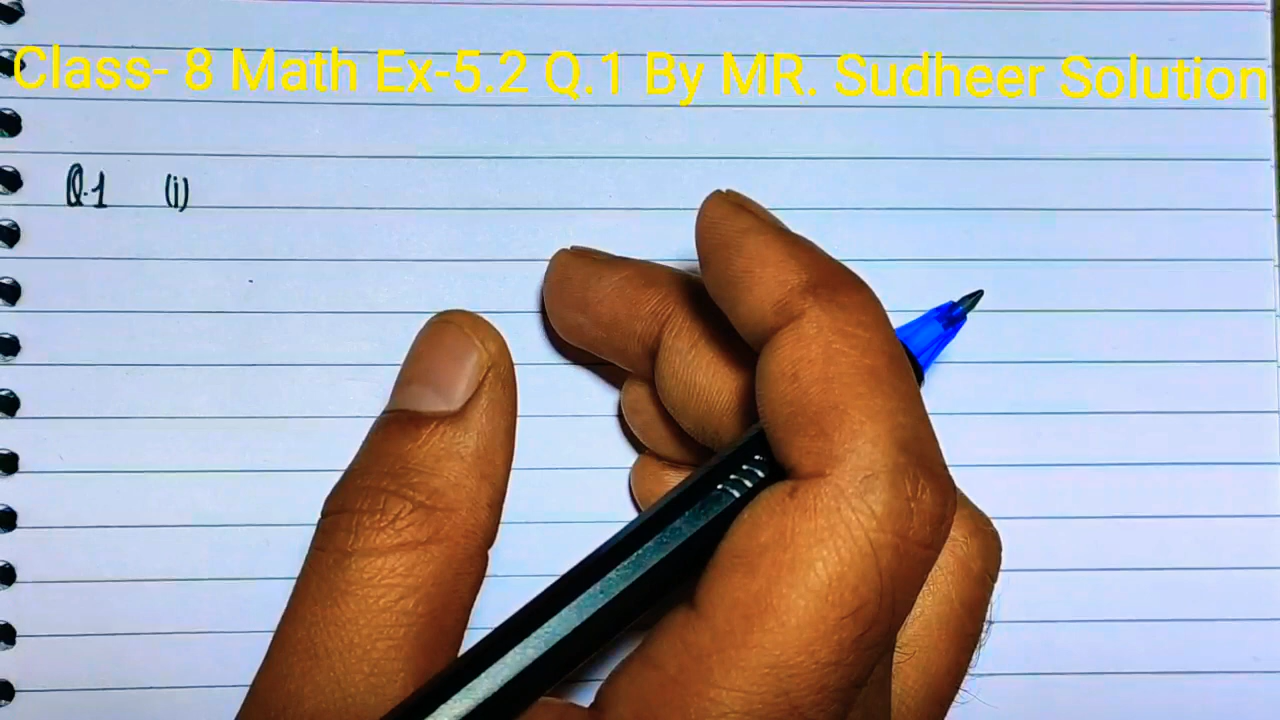 Class- 8 Math Ex-5.2 Q.1 By MR. Sudheer Solution
Q.1 (i)